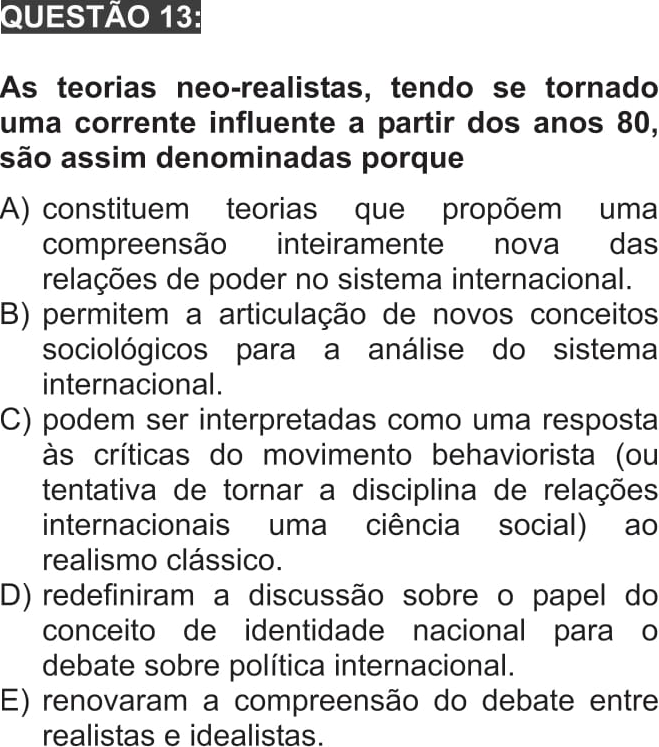 QUESTÃO 13:
As teorias neo-realistas, tendo se tornado
uma corrente influente a partir dos anos 80,
são assim denominadas porque
A) constituem teorias que propõem uma
compreensão inteiramente nova das
relações de poder no sistema internacional.
B) permitem a articulação de novos conceitos
sociológicos para a análise do sistema
internacional.
C) podem ser interpretadas como uma resposta
às críticas do movimento behaviorista (ou
tentativa de tornar a disciplina de relações
internacionais uma ciência social) ao
realismo clássico.
D) redefiniram a discussão sobre o papel do
conceito de identidade nacional para o
debate sobre política internacional.
E) renovaram a compreensão do debate entre
realistas e idealistas.